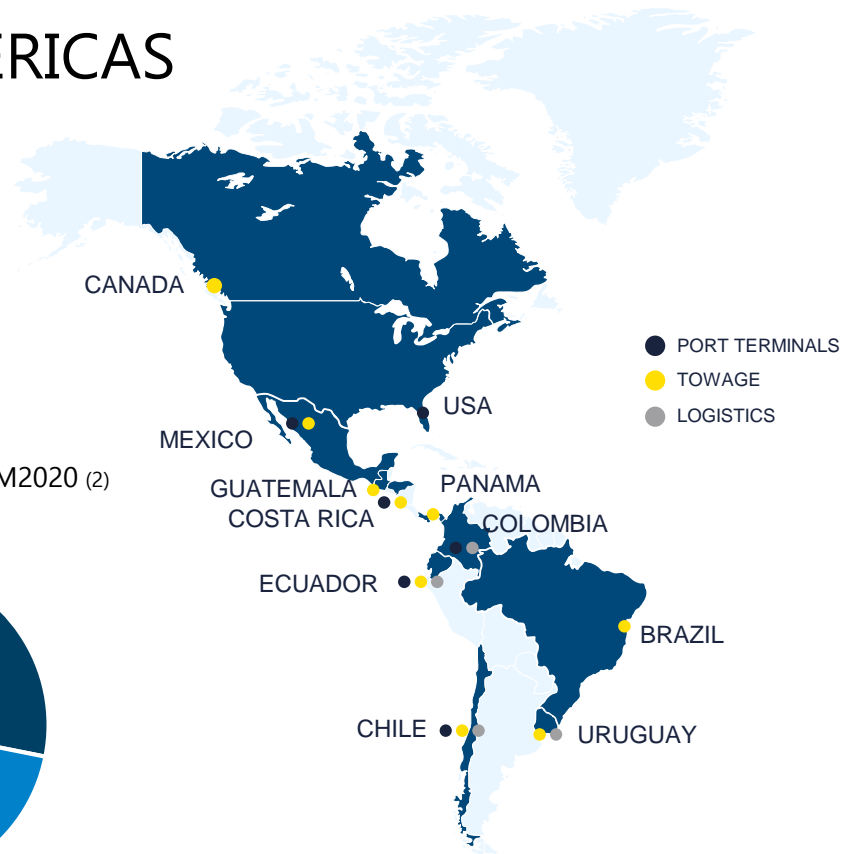 ERICAS
CANADA
PORT TERMINALS
TOWAGE
USA
LOGISTICS
MEXICO
M2020 (2)
GUATEMALA
PANAMA
COSTA RICA
COLOMBIA
ECUADOR
BRAZIL
CHILE
URUGUAY